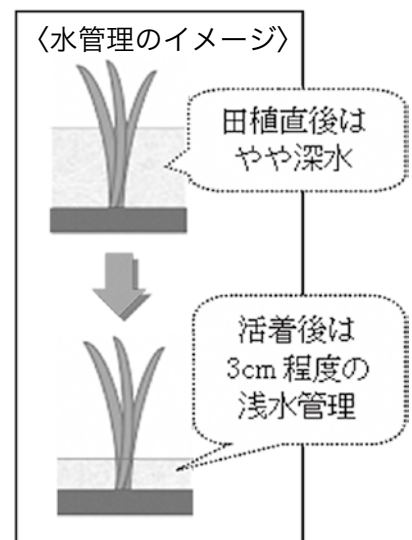 〈水管理のイメージ〉
田植直後は
やや深水
活着後は
3cm 程度の
浅水管理